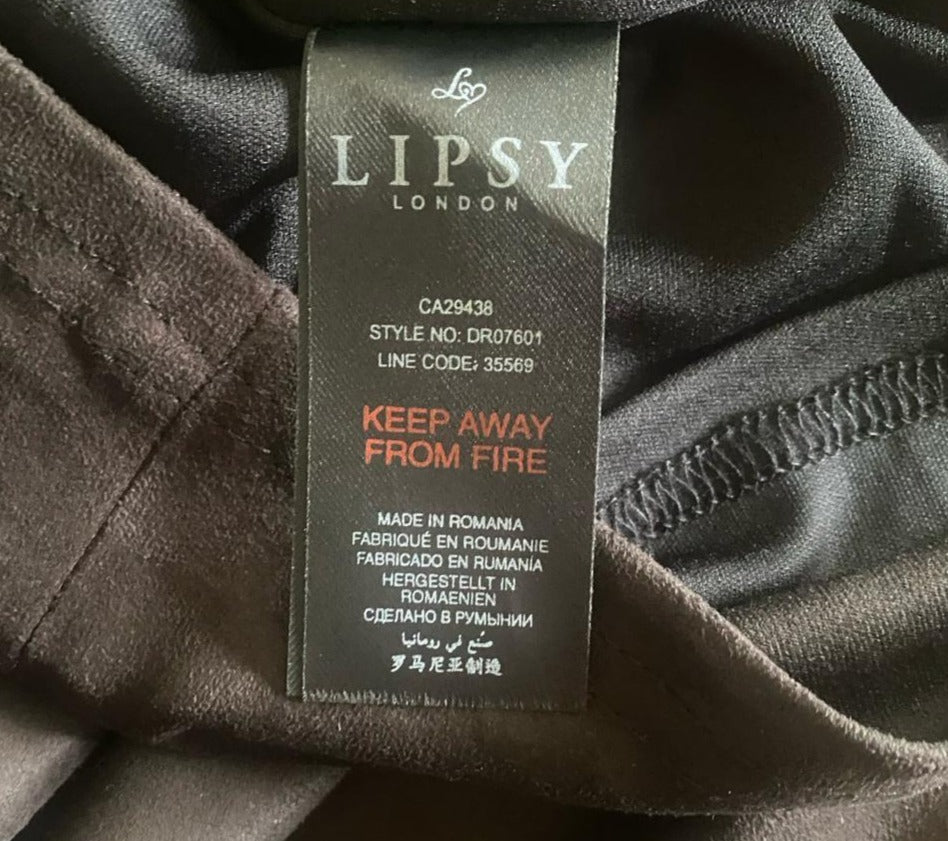 LIPSY
LONDON
CA29438
STYLE NO: DR07601
LINE CODE: 35569
KEEP AWAY
FROM FIRE
MADE IN ROMANIA
FABRIQUÉ EN ROUMANIE
FABRICADO EN RUMANÍA
HERGESTELLT IN
ROMAENIEN
СДЕЛАНО В РУМЫНИИ
صُنع في رومانيا
罗马尼亚制造